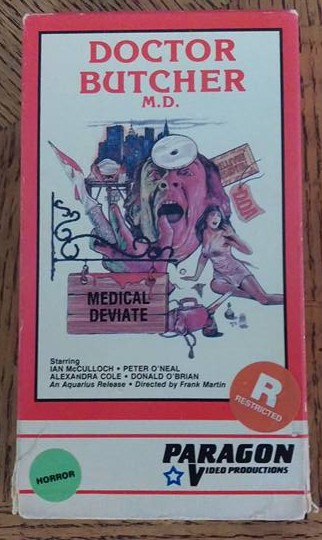 DOCTOR
BUTCHER
M.D.
MEDICAL
DEVIATE
Starring
IAN McCULLOCH • PETER O'NEAL
ALEXANDRA COLE • DONALD O'BRIAN
An Aquarius Release • Directed by Frank Martin
R
RESTRICTED
HORROR
PARAGON
VIDEO PRODUCTIONS